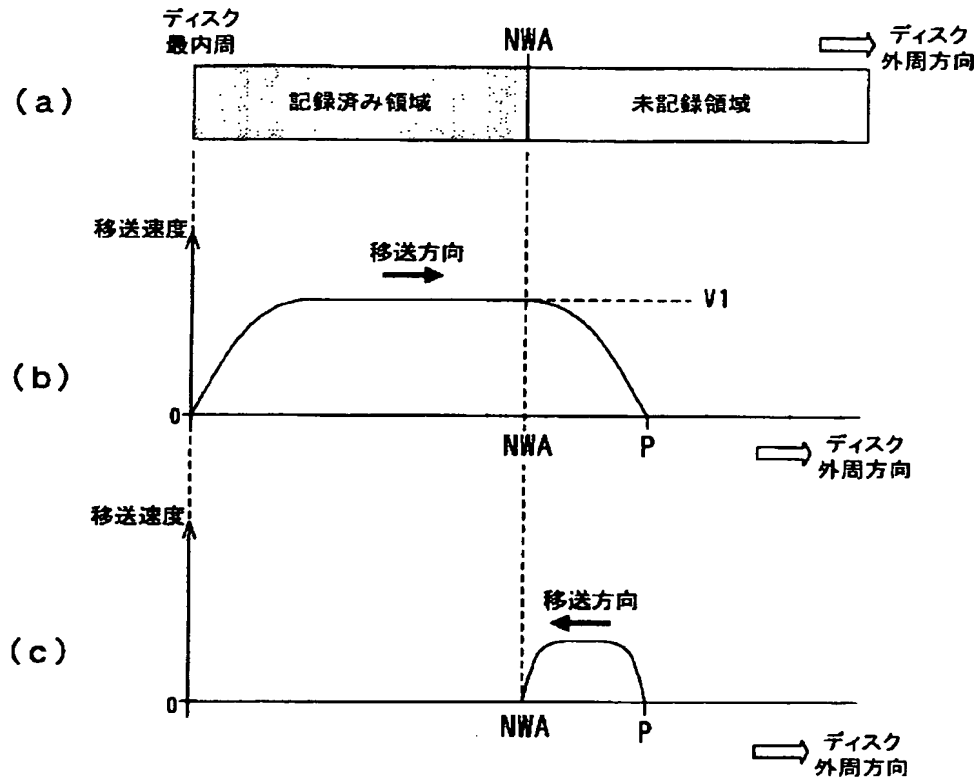 ディスク
最内周
NWA
ディスク
外周方向
(a)
記録済み領域
未記録領域
移送速度
移送方向
V1
(b)
0
NWA
P
ディスク
外周方向
移送速度
移送方向
(c)
0
NWA
P
ディスク
外周方向